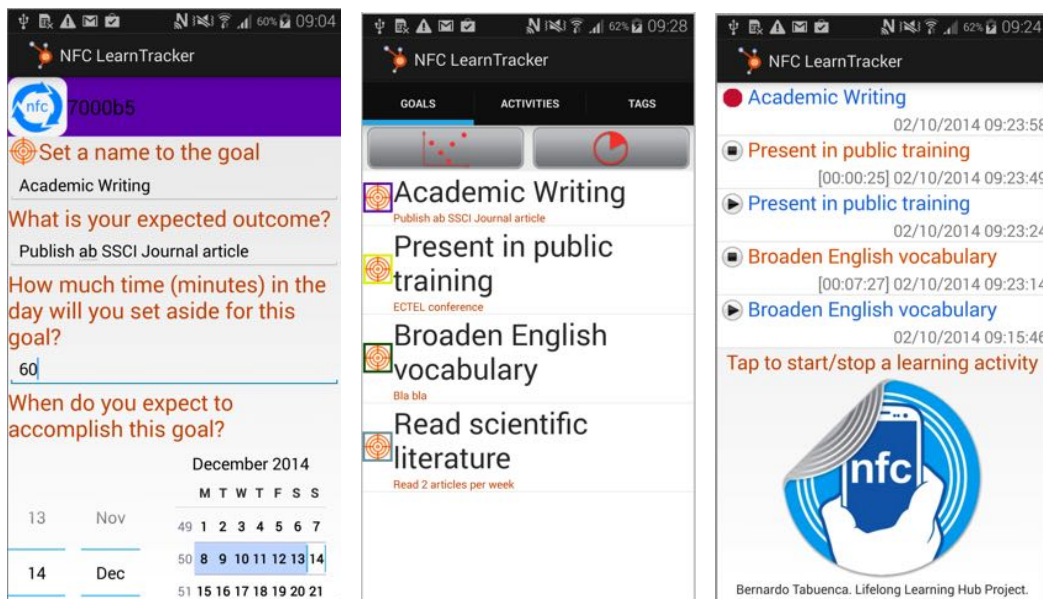 60% 09:04
NFC LearnTracker
nfc 7000b5
Set a name to the goal
Academic Writing
What is your expected outcome?
Publish ab SSCI Journal article
How much time (minutes) in the
day will you set aside for this
goal?
60
When do you expect to
accomplish this goal?
December 2014
M T W T F S S
13 Nov 49 1 2 3 4 5 6 7
50 8 9 10 11 12 13 14
14 Dec
51 15 16 17 18 19 20 21
62% 09:28
NFC LearnTracker
GOALS ACTIVITIES TAGS
Academic Writing
Publish ab SSCI Journal article
Present in public
training
ECTEL conference
Broaden English
vocabulary
Bla bla
Read scientific
literature
Read 2 articles per week
62% 09:24
NFC LearnTracker
Academic Writing
02/10/2014 09:23:58
Present in public training
[00:00:25] 02/10/2014 09:23:49
Present in public training
02/10/2014 09:23:24
Broaden English vocabulary
[00:07:27] 02/10/2014 09:23:14
Broaden English vocabulary
02/10/2014 09:15:46
Tap to start/stop a learning activity
nfc
Bernardo Tabuenca. Lifelong Learning Hub Project.